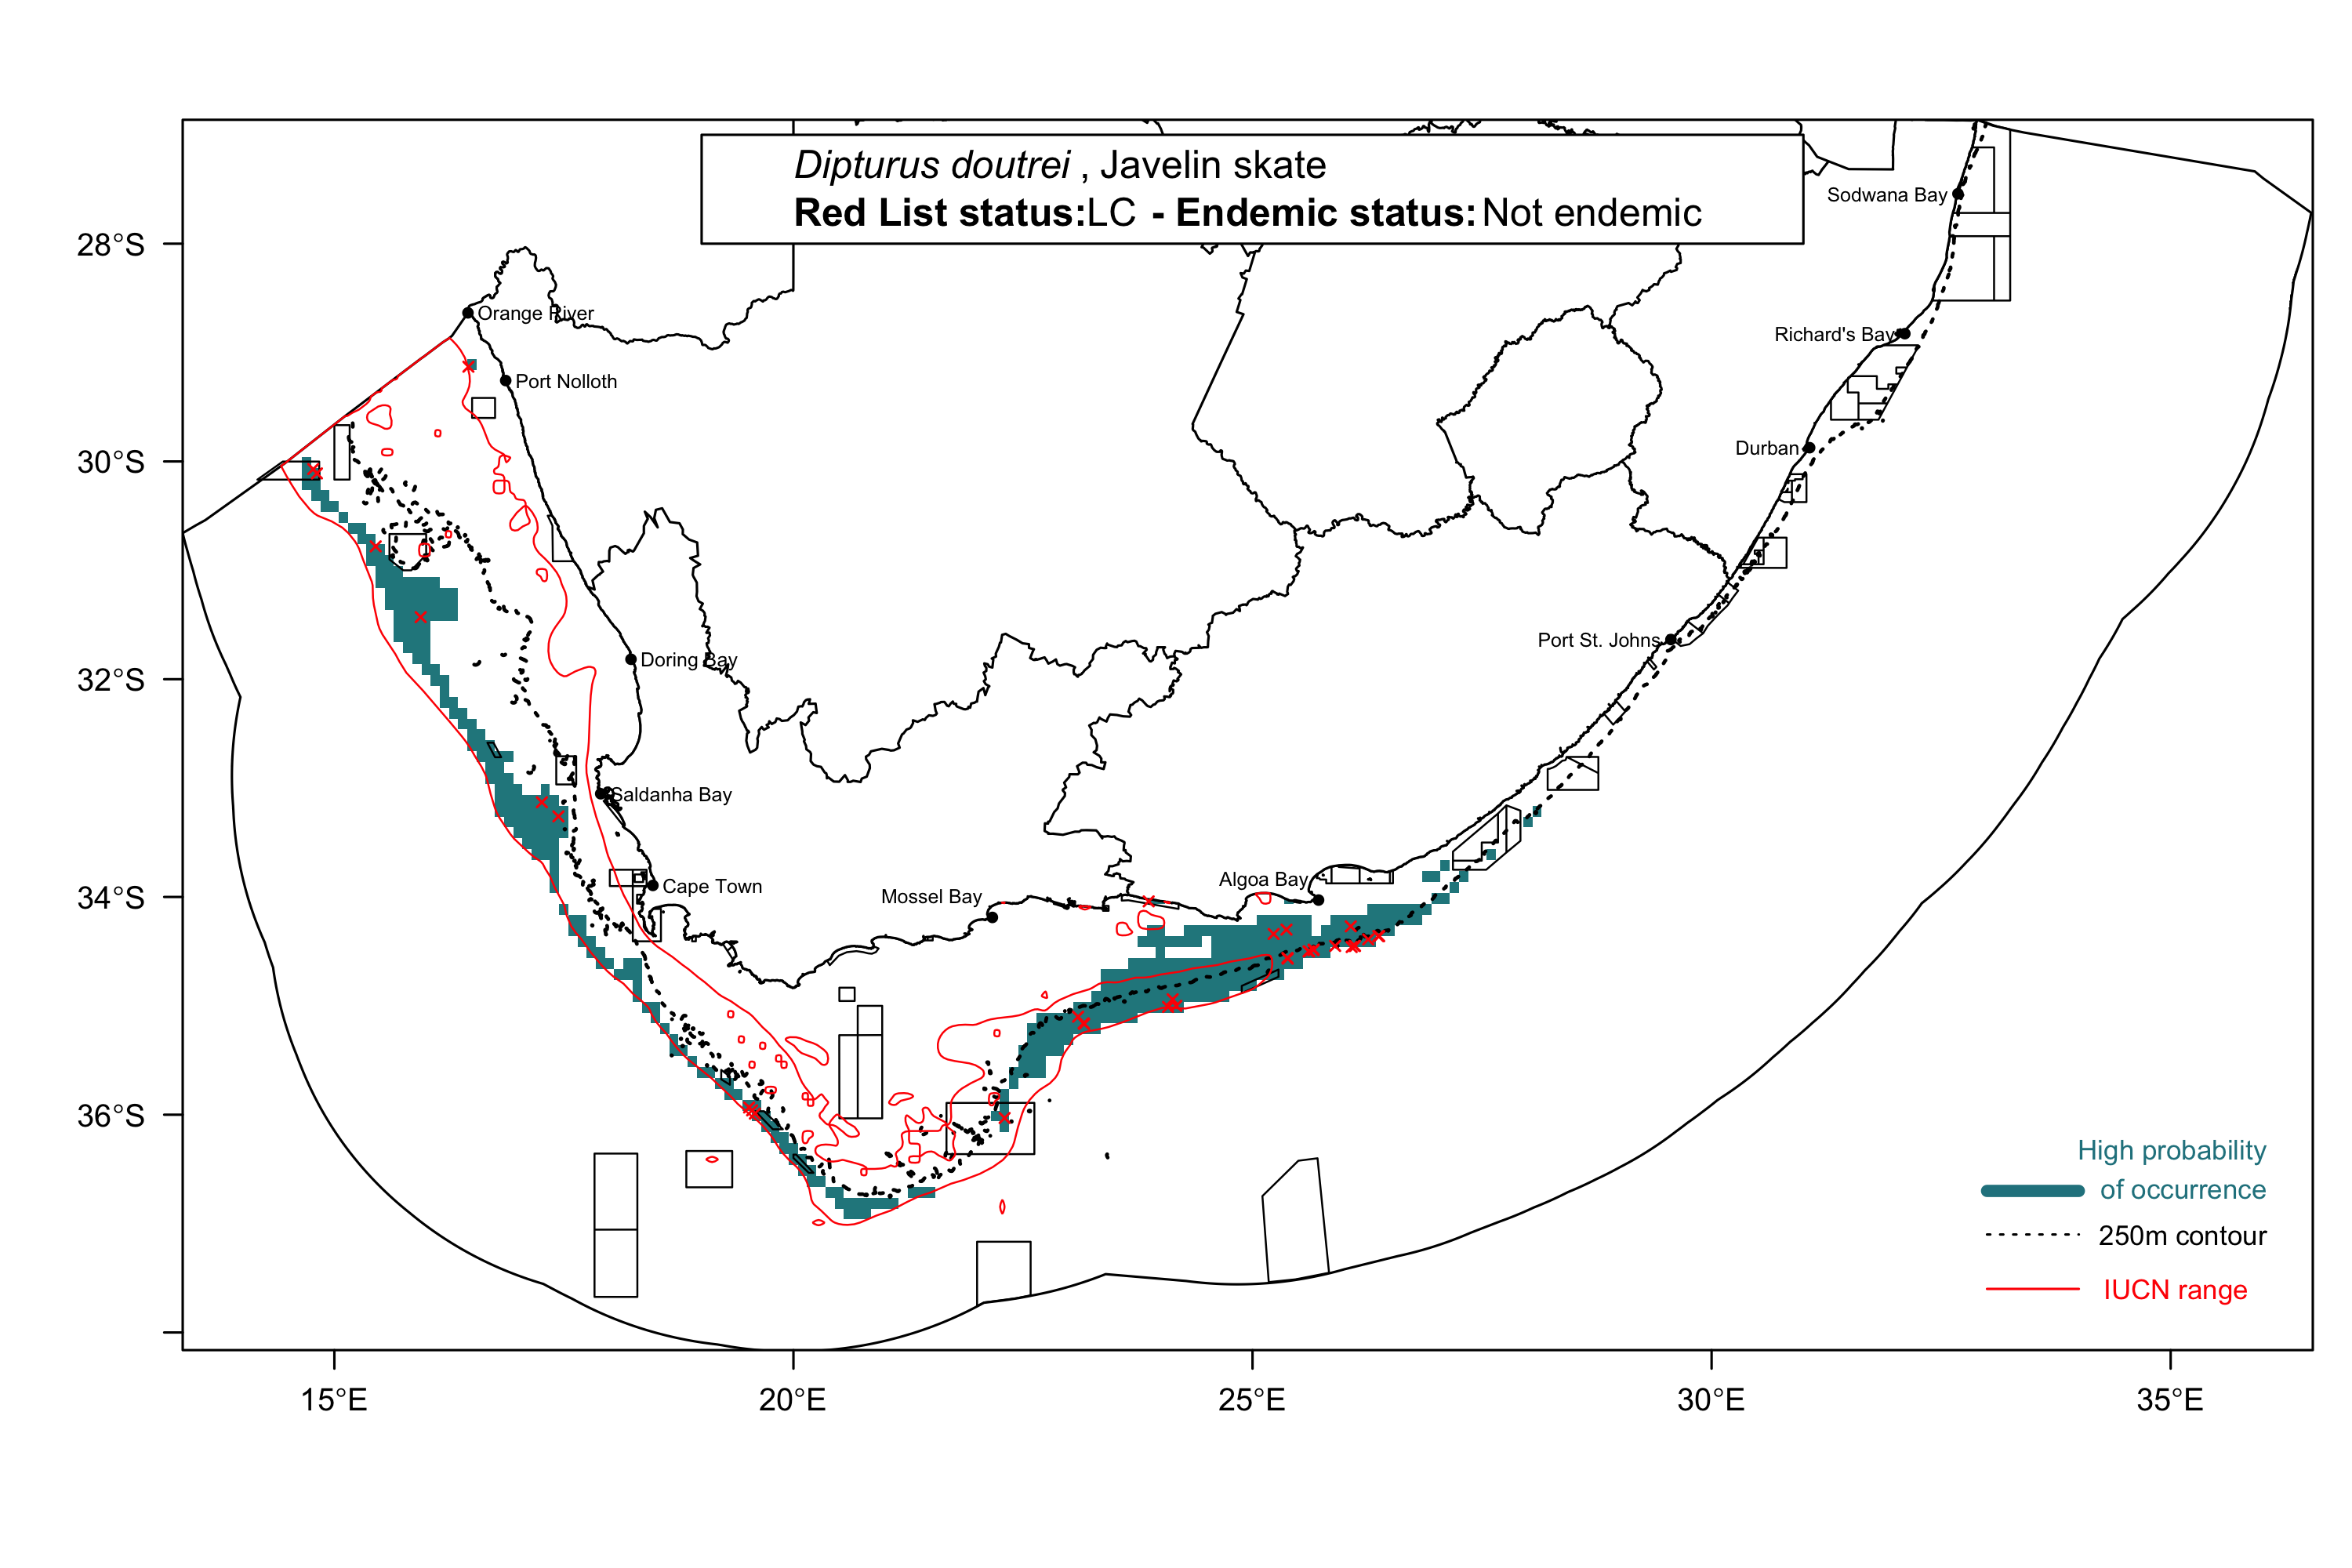 Dipturus doutrei , Javelin skate
Red List status:LC - Endemic status: Not endemic
Sodwana Bay
28°S
Orange River
Richard's Bay
Port Nolloth
Durban
30°S
Port St. Johns
Doring Bay
32°S
Saldanha Bay
Algoa Bay
Cape Town
Mossel Bay
34°S
36°S
High probability
of occurrence
250m contour
IUCN range
15°E
20°E
25°E
30°E
35°E